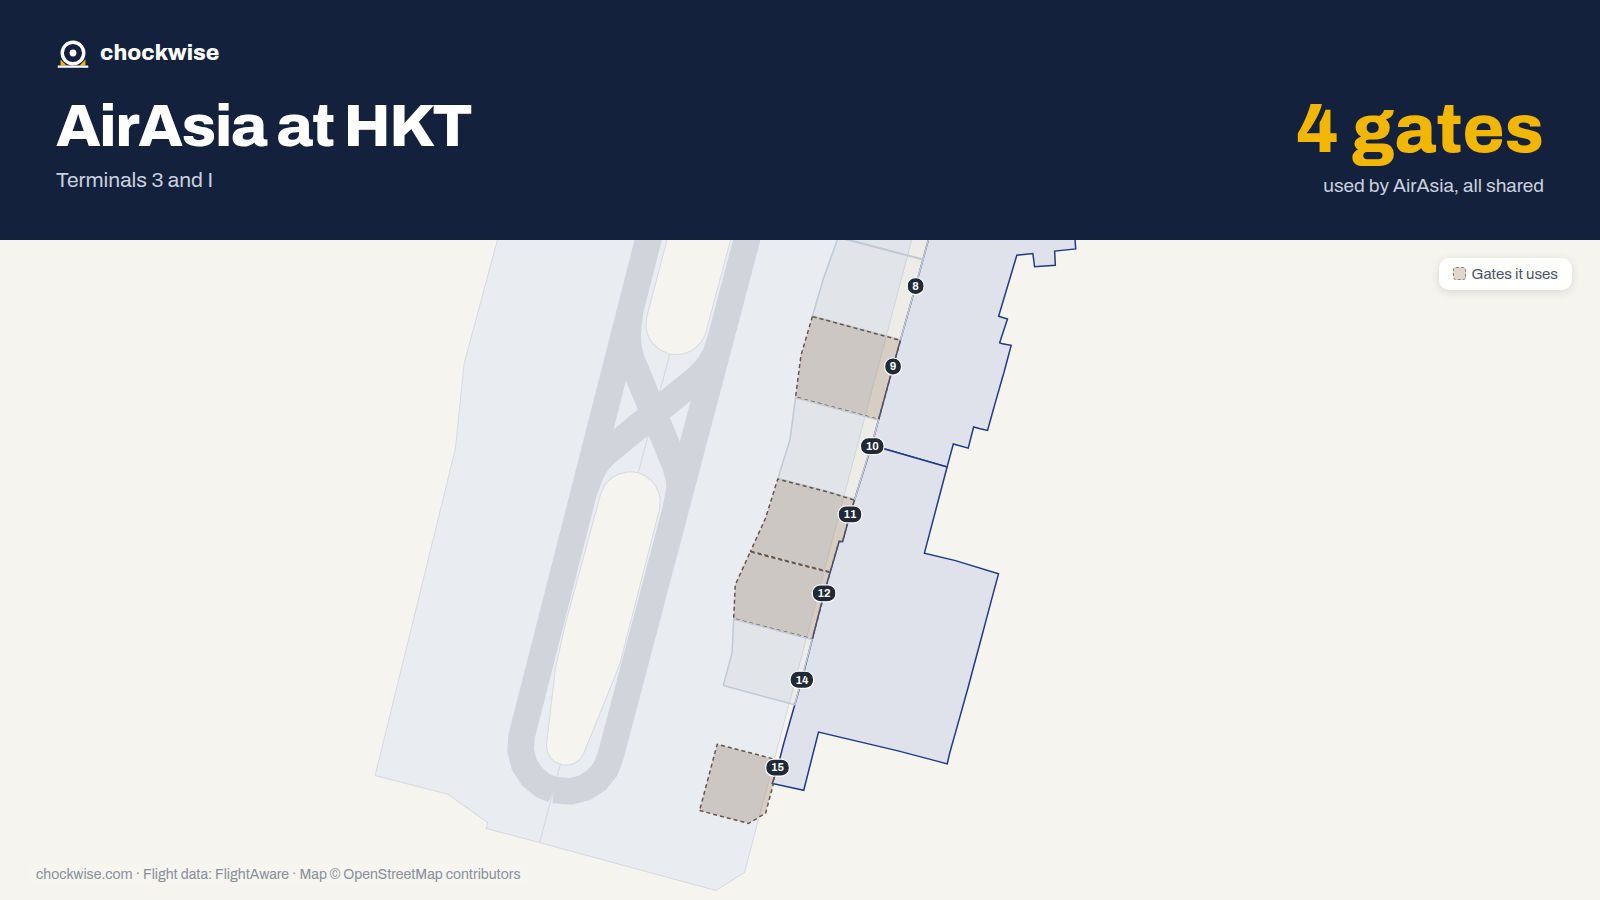 chockwise
AirAsia at HKT
Terminals 3 and I
4 gates
used by AirAsia, all shared
Gates it uses
8
9
10
11
12
14
15
chockwise.com · Flight data: FlightAware · Map © OpenStreetMap contributors